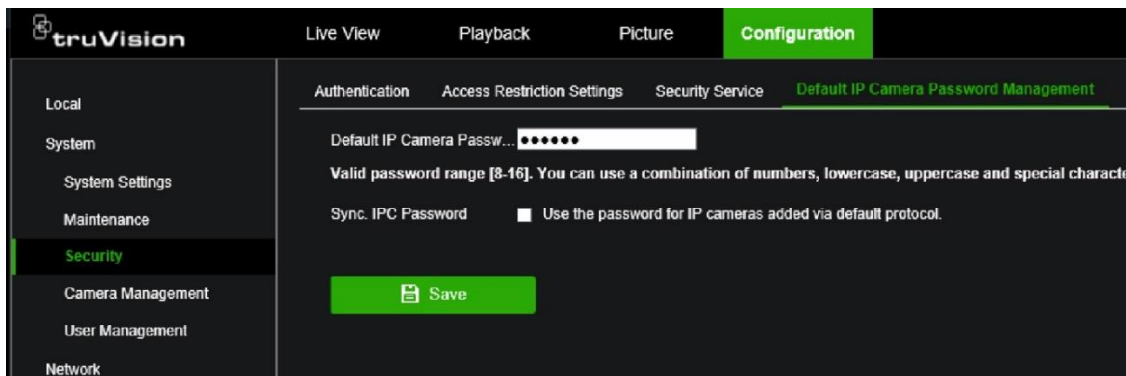 truVision
Live View Playback Picture Configuration
Local
System
System Settings
Maintenance
Security
Camera Management
User Management
Network
Authentication Access Restriction Settings Security Service Default IP Camera Password Management
Default IP Camera Passw... ●●●●●●
Valid password range [8-16]. You can use a combination of numbers, lowercase, uppercase and special characte
Sync. IPC Password Use the password for IP cameras added via default protocol.
Save